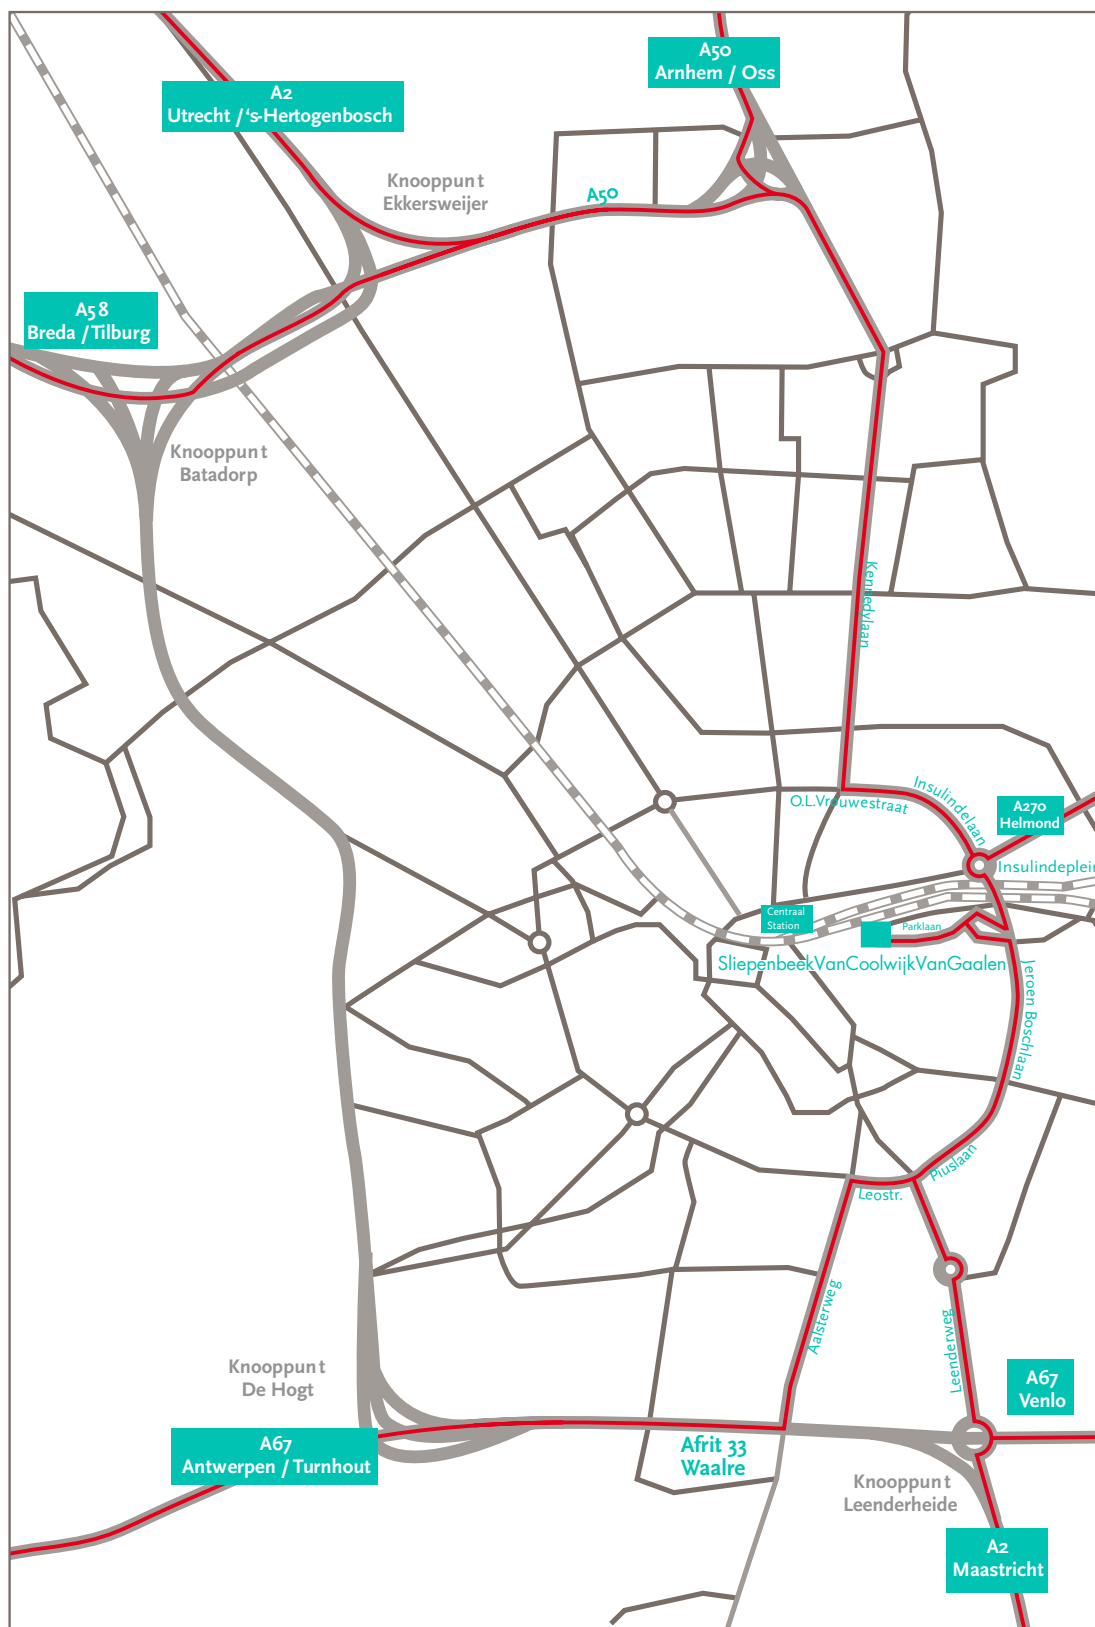 A50
Arnhem / Oss
A2
Utrecht / ‘s-Hertogenbosch
Knooppunt
Ekkersweijer
A50
A58
Breda / Tilburg
Knooppunt
Batadorp
Kennedylaan
O.L.Vrouwestraat
Insulindelaan
A270
Helmond
Insulindeplein
Centraal
Station
Parklaan
SliepenbeekVanCoolwijkVanGaalen
Jeroen Boschlaan
Piuslaan
Leostr.
Aalsterweg
Leenderweg
Knooppunt
De Hogt
A67
Venlo
A67
Antwerpen / Turnhout
Afrit 33
Waalre
Knooppunt
Leenderheide
A2
Maastricht